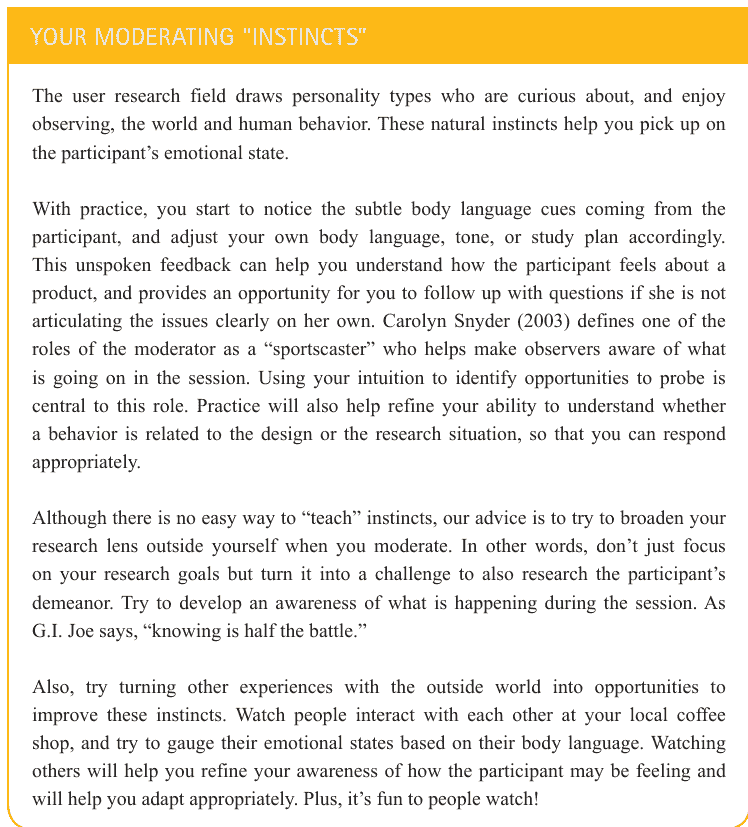 YOUR MODERATING "INSTINCTS"
The user research field draws personality types who are curious about, and enjoy
observing, the world and human behavior. These natural instincts help you pick up on
the participant’s emotional state.
With practice, you start to notice the subtle body language cues coming from the
participant, and adjust your own body language, tone, or study plan accordingly.
This unspoken feedback can help you understand how the participant feels about a
product, and provides an opportunity for you to follow up with questions if she is not
articulating the issues clearly on her own. Carolyn Snyder (2003) defines one of the
roles of the moderator as a “sportscaster” who helps make observers aware of what
is going on in the session. Using your intuition to identify opportunities to probe is
central to this role. Practice will also help refine your ability to understand whether
a behavior is related to the design or the research situation, so that you can respond
appropriately.
Although there is no easy way to “teach” instincts, our advice is to try to broaden your
research lens outside yourself when you moderate. In other words, don’t just focus
on your research goals but turn it into a challenge to also research the participant’s
demeanor. Try to develop an awareness of what is happening during the session. As
G.I. Joe says, “knowing is half the battle.”
Also, try turning other experiences with the outside world into opportunities to
improve these instincts. Watch people interact with each other at your local coffee
shop, and try to gauge their emotional states based on their body language. Watching
others will help you refine your awareness of how the participant may be feeling and
will help you adapt appropriately. Plus, it’s fun to people watch!